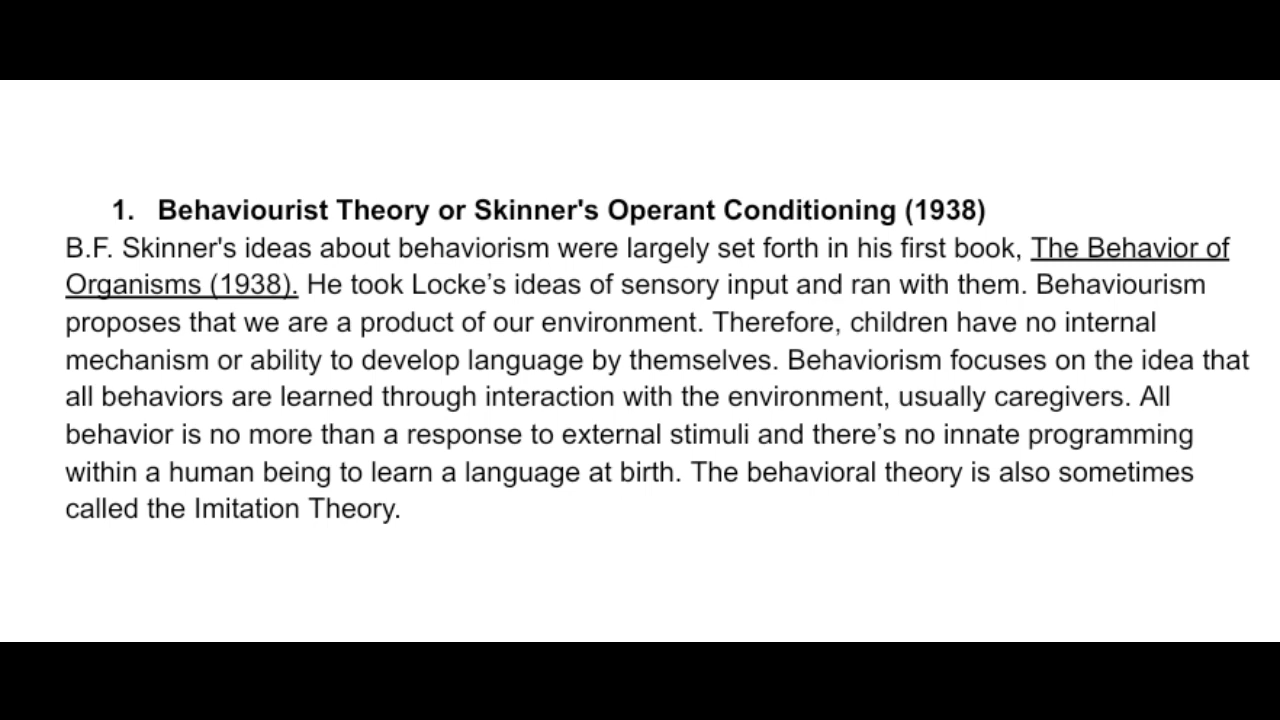 1. Behaviourist Theory or Skinner's Operant Conditioning (1938)
B.F. Skinner's ideas about behaviorism were largely set forth in his first book, The Behavior of
Organisms (1938). He took Locke’s ideas of sensory input and ran with them. Behaviourism
proposes that we are a product of our environment. Therefore, children have no internal
mechanism or ability to develop language by themselves. Behaviorism focuses on the idea that
all behaviors are learned through interaction with the environment, usually caregivers. All
behavior is no more than a response to external stimuli and there’s no innate programming
within a human being to learn a language at birth. The behavioral theory is also sometimes
called the Imitation Theory.